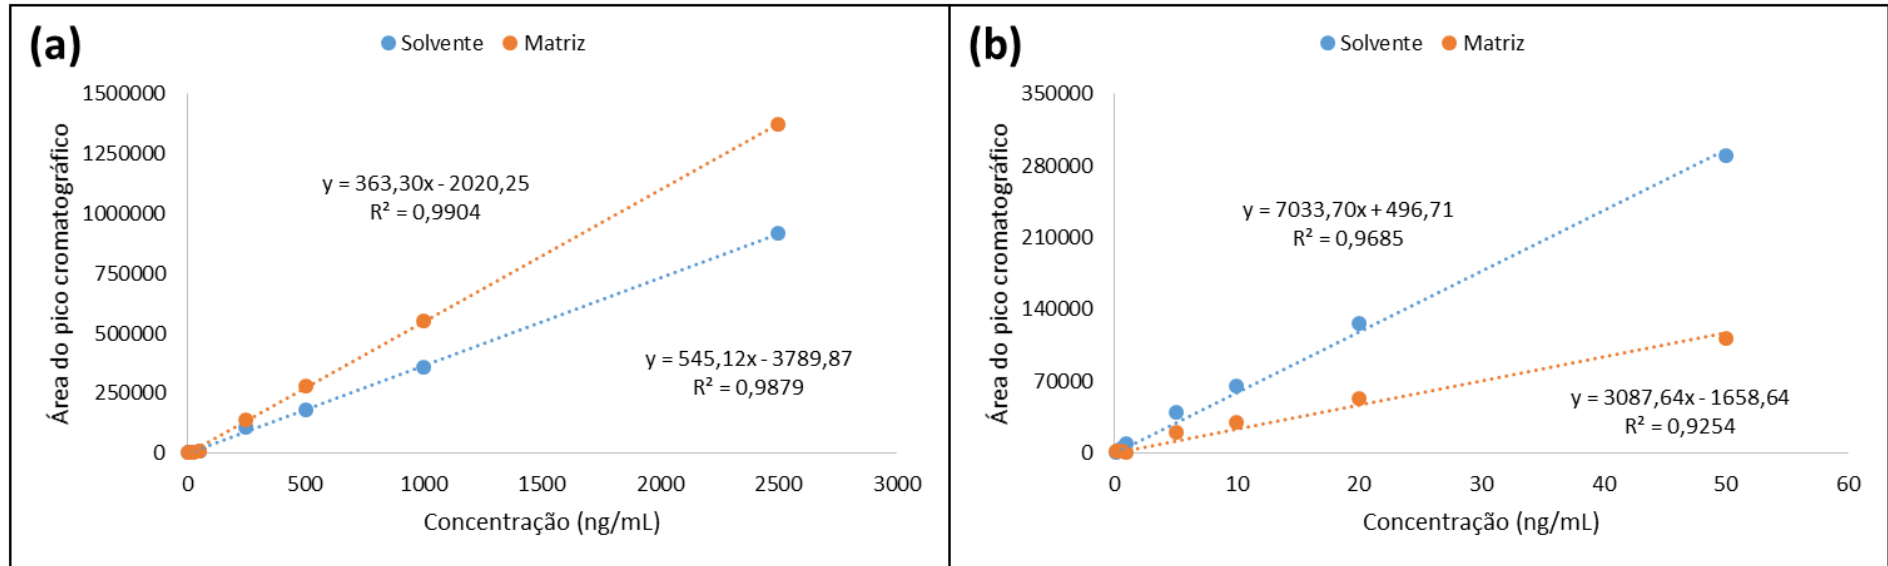 (a)
Solvente Matriz
Área do pico cromatográfico
1500000
1250000
1000000
750000
500000
250000
0
y = 363,30x - 2020,25
R² = 0,9904
y = 545,12x - 3789,87
R² = 0,9879
0 500 1000 1500 2000 2500 3000
Concentração (ng/mL)
(b)
Solvente Matriz
Área do pico cromatográfico
350000
280000
210000
140000
70000
0
y = 7033,70x + 496,71
R² = 0,9685
y = 3087,64x - 1658,64
R² = 0,9254
0 10 20 30 40 50 60
Concentração (ng/mL)